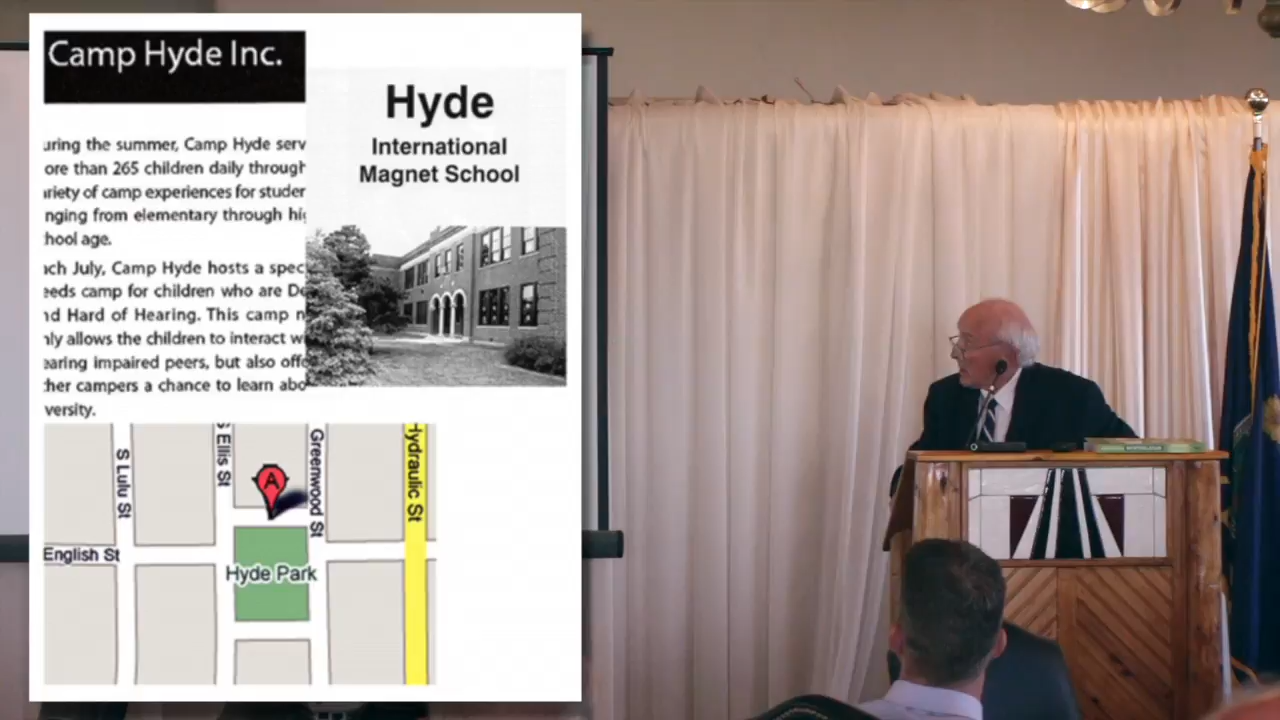 Camp Hyde Inc.
uring the summer, Camp Hyde serv
ore than 265 children daily through
riety of camp experiences for studer
nging from elementary through hig
hool age.
ach July, Camp Hyde hosts a spec
eeds camp for children who are De
nd Hard of Hearing. This camp n
nly allows the children to interact wi
earing impaired peers, but also offe
her campers a chance to learn abo
versity.
Hyde
International
Magnet School
S Lulu St
S Ellis St
Greenwood St
Hydraulic St
A
English St
Hyde Park